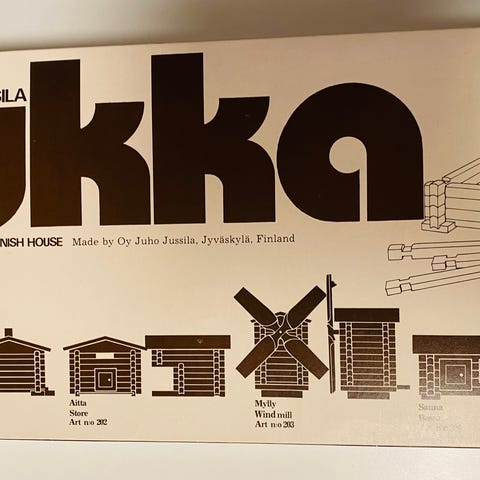 SILA
ukka
NISH HOUSE Made by Oy Juho Jussila, Jyväskylä, Finland
Aitta
Store
Art n:o 202
Mylly
Wind mill
Art n:o 203
Sauna